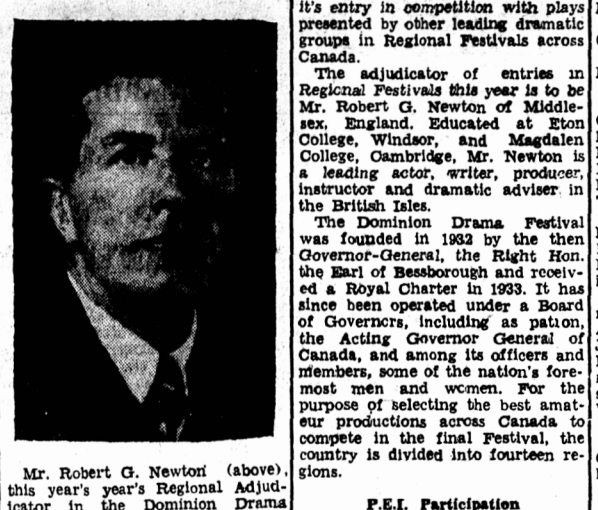 Mr. Robert G. Newton (above),
this year's year's Regional Adjud-
icator in the Dominion Drama
it's entry in competition with plays
presented by other leading dramatic
groups in Regional Festivals across
Canada.
The adjudicator of entries in
Regional Festivals this year is to be
Mr. Robert G. Newton of Middle-
sex, England. Educated at Eton
College, Windsor, and Magdalen
College, Cambridge, Mr. Newton is
a leading actor, writer, producer,
instructor and dramatic adviser in
the British Isles.
The Dominion Drama Festival
was founded in 1932 by the then
Governor-General, the Right Hon.
the Earl of Bessborough and receiv-
ed a Royal Charter in 1933. It has
since been operated under a Board
of Governors, including as patron,
the Acting Governor General of
Canada, and among its officers and
members, some of the nation's fore-
most men and women. For the
purpose of selecting the best amat-
eur productions across Canada to
compete in the final Festival, the
country is divided into fourteen re-
gions.
P.E.I. Participation